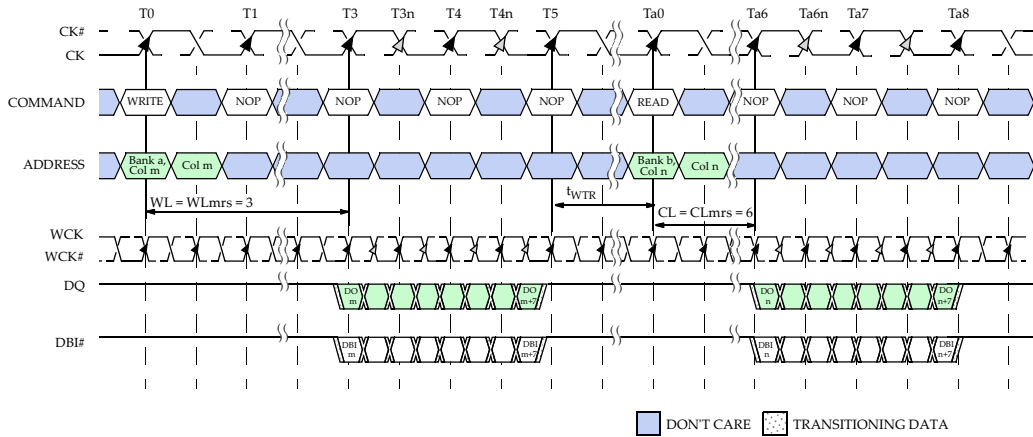 T0 T1 T3 T3n T4 T4n T5 Ta0 Ta6 Ta6n Ta7 Ta8
CK#
CK
COMMAND WRITE NOP NOP NOP NOP READ NOP NOP NOP
ADDRESS Bank a, Col m Col m Bank b, Col n Col n
tWTR
WL = WLmrs = 3
CL = CLmrs = 6
WCK
WCK#
DQ DO m DO m+7 DO n DO n+7
DBI# DBI m DBI m+7 DBI n DBI n+7
DON'T CARE TRANSITIONING DATA